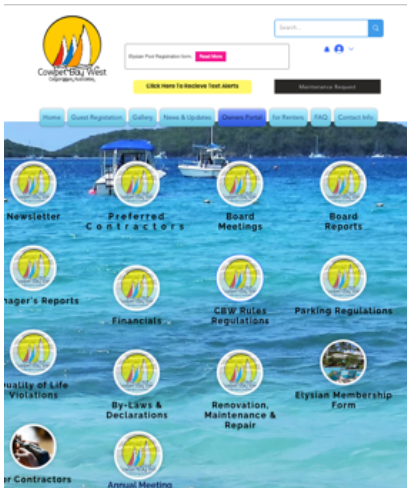 Search...
Cowpet Bay West
Elysian Pool Registration form.
Read More
Click Here To Recieve Text Alerts
Maintenance Request
Home
Guest Registation
Gallery
News & Updates
Owners Portal
for Renters
FAQ
Contact Info
Newsletter
Preferred
Contractors
Board
Meetings
Board
Reports
nager's Reports
Financials
CBW Rules
Regulations
Parking Regulations
uality of Life
Violations
By-Laws &
Declarations
Renovation,
Maintenance &
Repair
Elysian Membership
Form
or Contractors
Annual Meeting